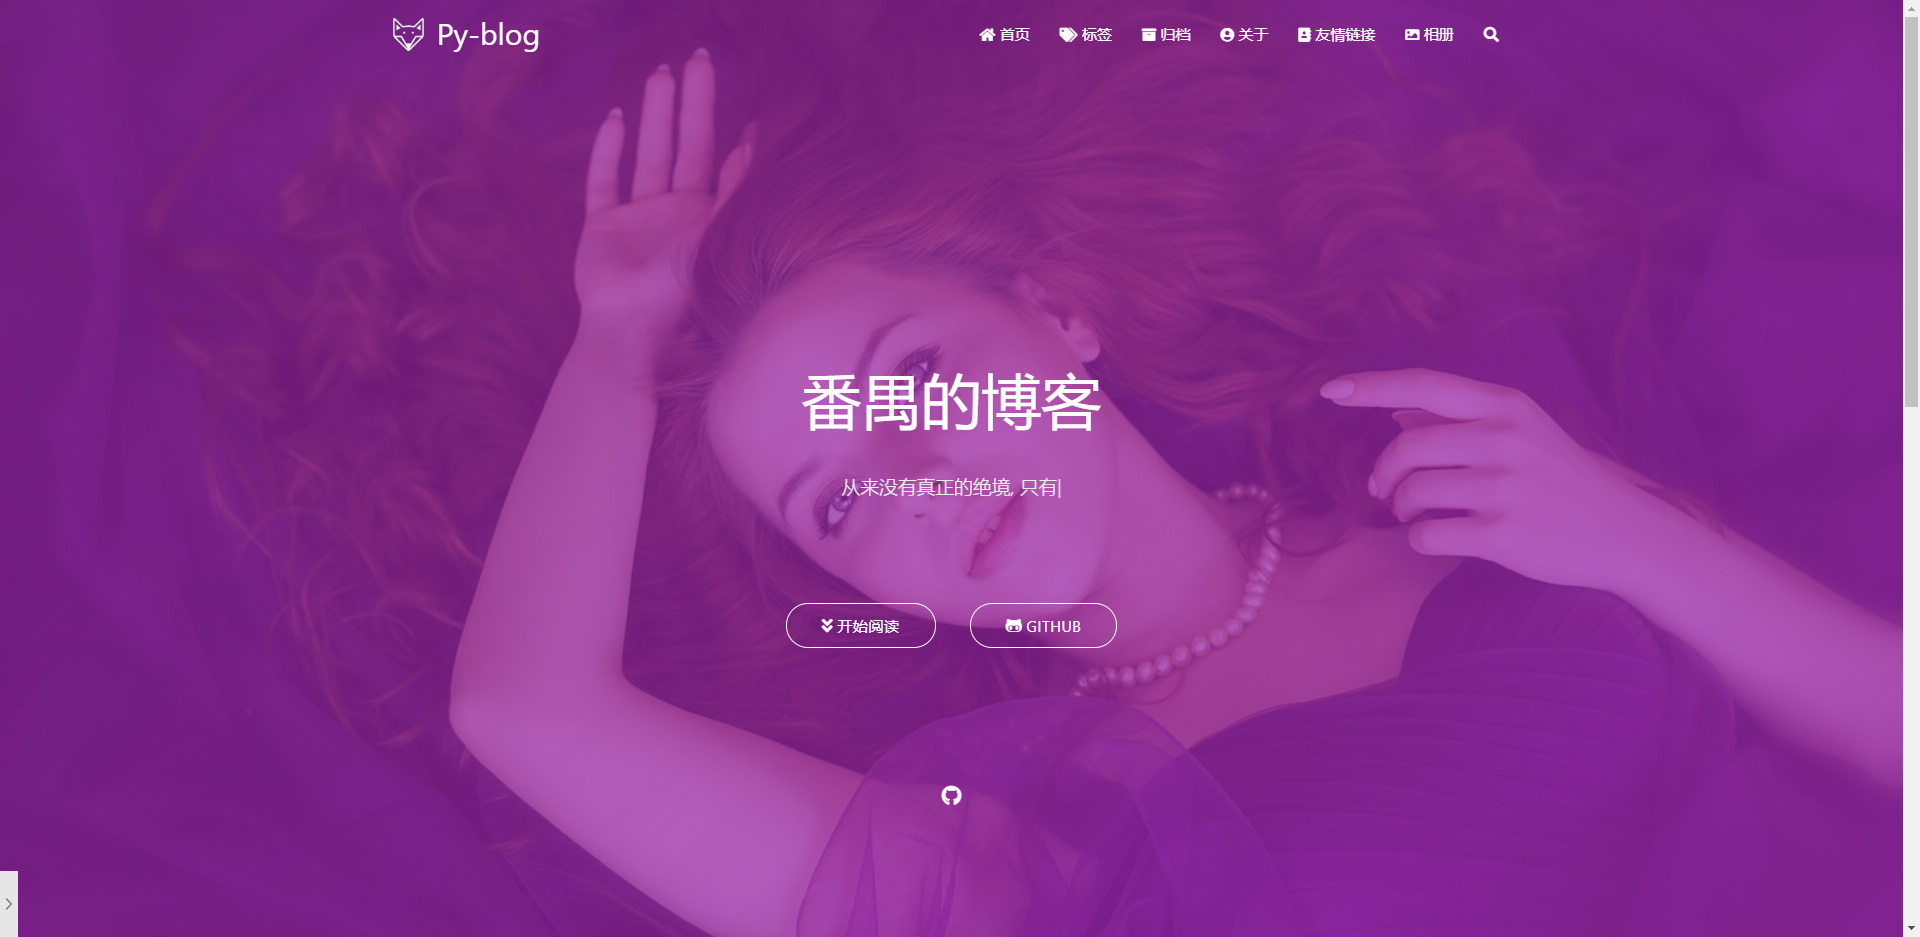 Py-blog
首页 标签 归档 关于 友情链接 相册
番禺的博客
从来没有真正的绝境, 只有|
开始阅读 GITHUB